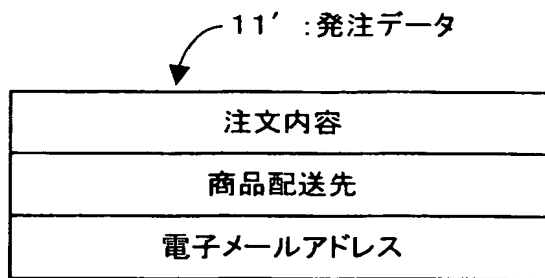 11′:発注データ
注文内容
商品配送先
電子メールアドレス